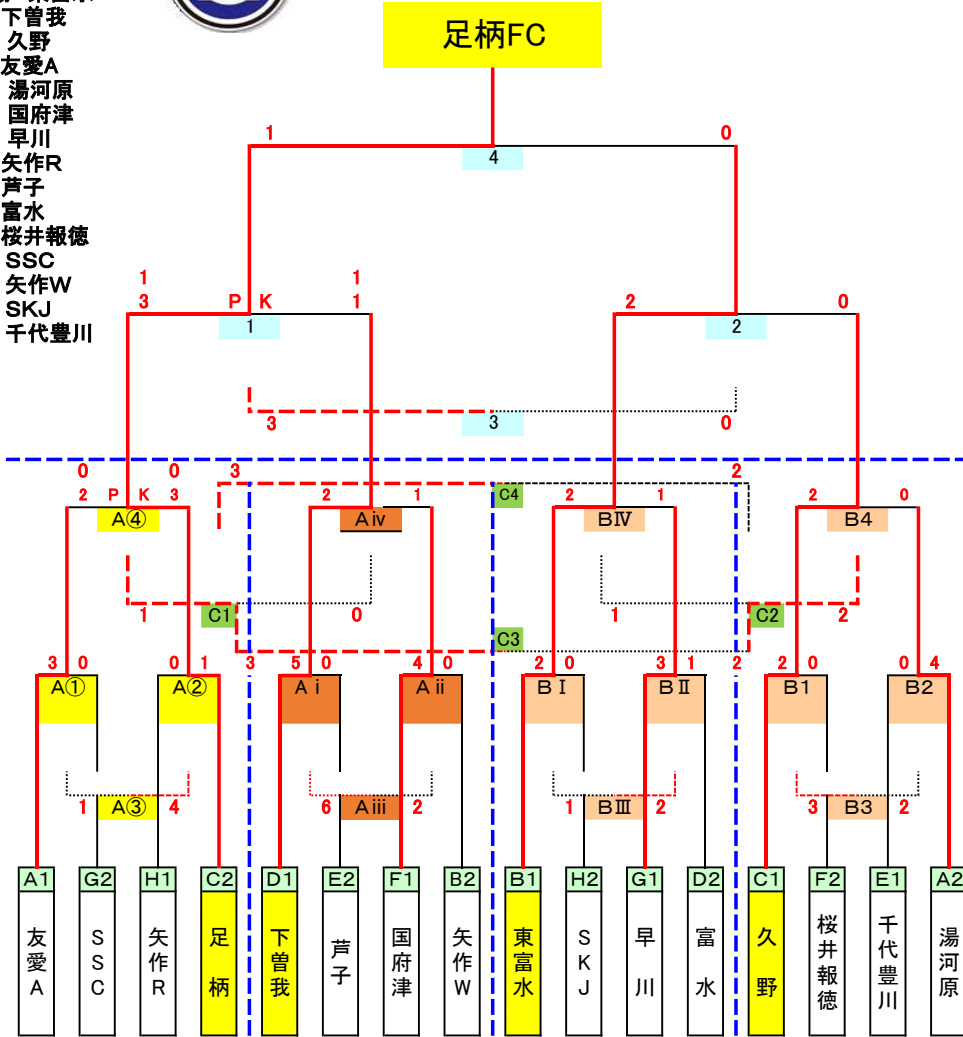 下曽我
久野
友愛A
湯河原
国府津
早川
矢作R
芦子
富水
桜井報徳
SSC
矢作W
SKJ
千代豊川
足柄FC
1 0
4
1 1
3 P K 1 2 0
1 2
3 3 0
0 0 3 2
2 P K 3 2 1 2 1 2 0
A④ Aiv C4 BⅣ B4
1 C1 0 1 C2 2
C3
3 0 0 1 3 5 0 4 0 2 0 3 1 2 2 0 0 4
A① A② Aⅰ Aⅱ BⅠ BⅡ B1 B2
1 A③ 4 6 Aⅲ 2 1 BⅢ 2 3 B3 2
A1 G2 H1 C2 D1 E2 F1 B2 B1 H2 G1 D2 C1 F2 E1 A2
友愛A
SSC
矢作R
足柄
下曽我
芦子
国府津
矢作W
東富水
SKJ
早川
富水
久野
桜井報徳
千代豊川
湯河原